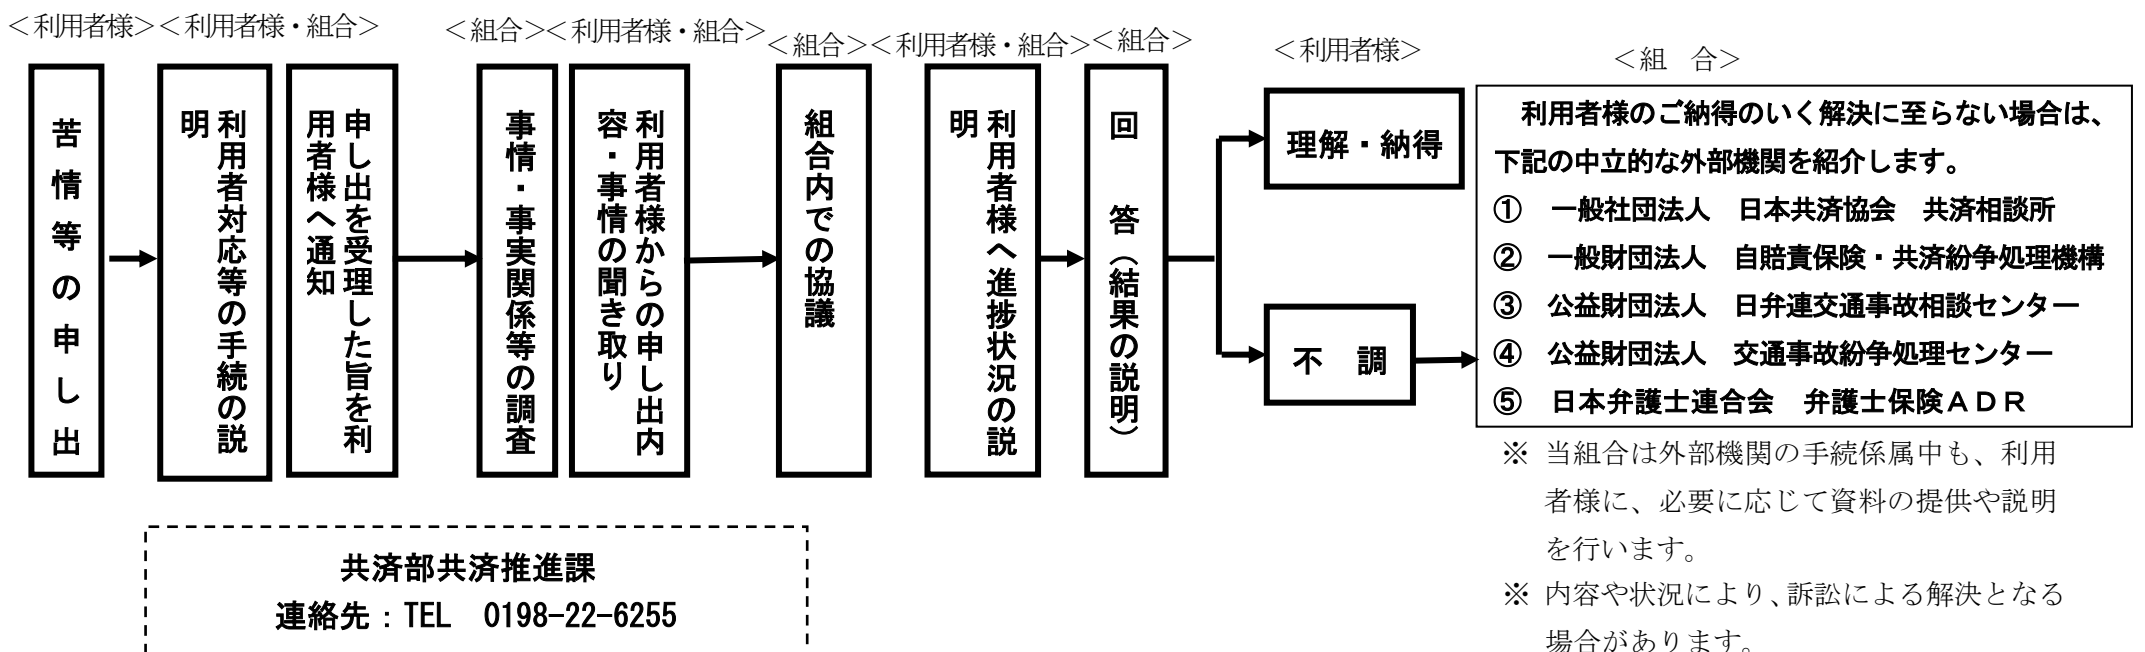 ＜利用者様＞
＜利用者様・組合＞
＜組合＞
＜利用者様・組合＞
＜組合＞
＜利用者様・組合＞
＜組合＞
＜利用者様＞
＜組　合＞
苦情等の申し出
利用者対応等の手続の説
明
申し出を受理した旨を利
用者様へ通知
事情・事実関係等の調査
利用者様からの申し出内
容・事情の聞き取り
組合内での協議
利用者様へ進捗状況の説
明
回　答（結果の説明）
理解・納得
不　調
利用者様のご納得のいく解決に至らない場合は、
下記の中立的な外部機関を紹介します。
①　一般社団法人　日本共済協会　共済相談所
②　一般財団法人　自賠責保険・共済紛争処理機構
③　公益財団法人　日弁連交通事故相談センター
④　公益財団法人　交通事故紛争処理センター
⑤　日本弁護士連合会　弁護士保険ＡＤＲ
※ 当組合は外部機関の手続係属中も、利用
者様に、必要に応じて資料の提供や説明
を行います。
※ 内容や状況により、訴訟による解決となる
場合があります。
共済部共済推進課
連絡先：TEL　0198−22−6255